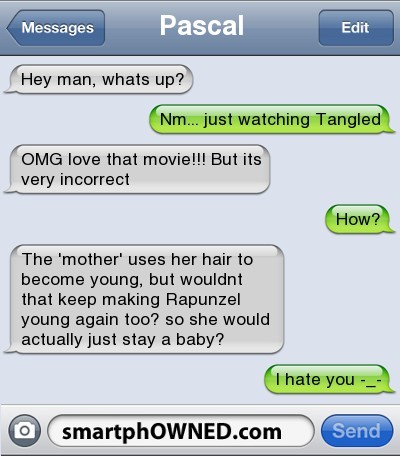 Messages
Pascal
Edit
Hey man, whats up?
Nm... just watching Tangled
OMG love that movie!!! But its
very incorrect
How?
The 'mother' uses her hair to
become young, but wouldnt
that keep making Rapunzel
young again too? so she would
actually just stay a baby?
I hate you -_-
smartphOWNED.com
Send